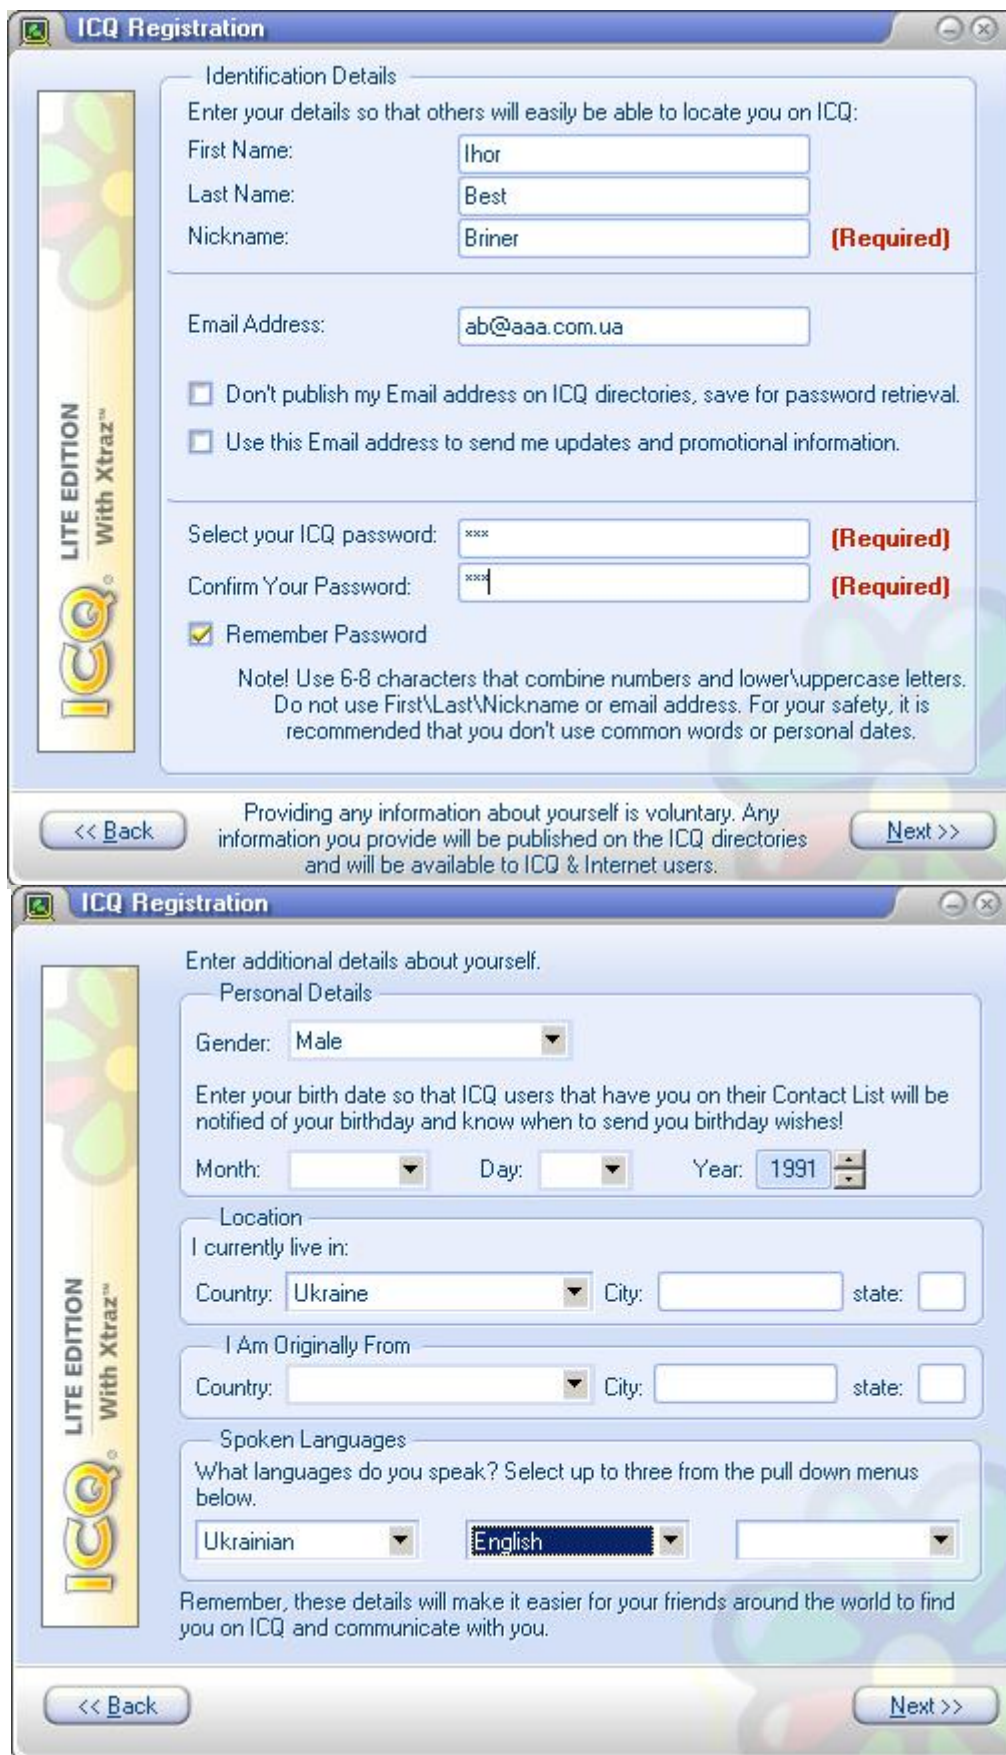 ICQ Registration
Identification Details
Enter your details so that others will easily be able to locate you on ICQ:
First Name: Ihor
Last Name: Best
Nickname: Briner (Required)
Email Address: ab@aaa.com.ua
Don't publish my Email address on ICQ directories, save for password retrieval.
Use this Email address to send me updates and promotional information.
Select your ICQ password: *** (Required)
Confirm Your Password: *** (Required)
Remember Password
Note! Use 6-8 characters that combine numbers and lower\uppercase letters.
Do not use First\Last\Nickname or email address. For your safety, it is
recommended that you don't use common words or personal dates.
ICQ® LITE EDITION
With Xtraz™
<< Back
Providing any information about yourself is voluntary. Any
information you provide will be published on the ICQ directories
and will be available to ICQ & Internet users.
Next >>
ICQ Registration
Enter additional details about yourself.
Personal Details
Gender: Male
Enter your birth date so that ICQ users that have you on their Contact List will be
notified of your birthday and know when to send you birthday wishes!
Month: Day: Year: 1991
Location
I currently live in:
Country: Ukraine City: state:
I Am Originally From
Country: City: state:
Spoken Languages
What languages do you speak? Select up to three from the pull down menus
below.
Ukrainian English
Remember, these details will make it easier for your friends around the world to find
you on ICQ and communicate with you.
ICQ® LITE EDITION
With Xtraz™
<< Back Next >>